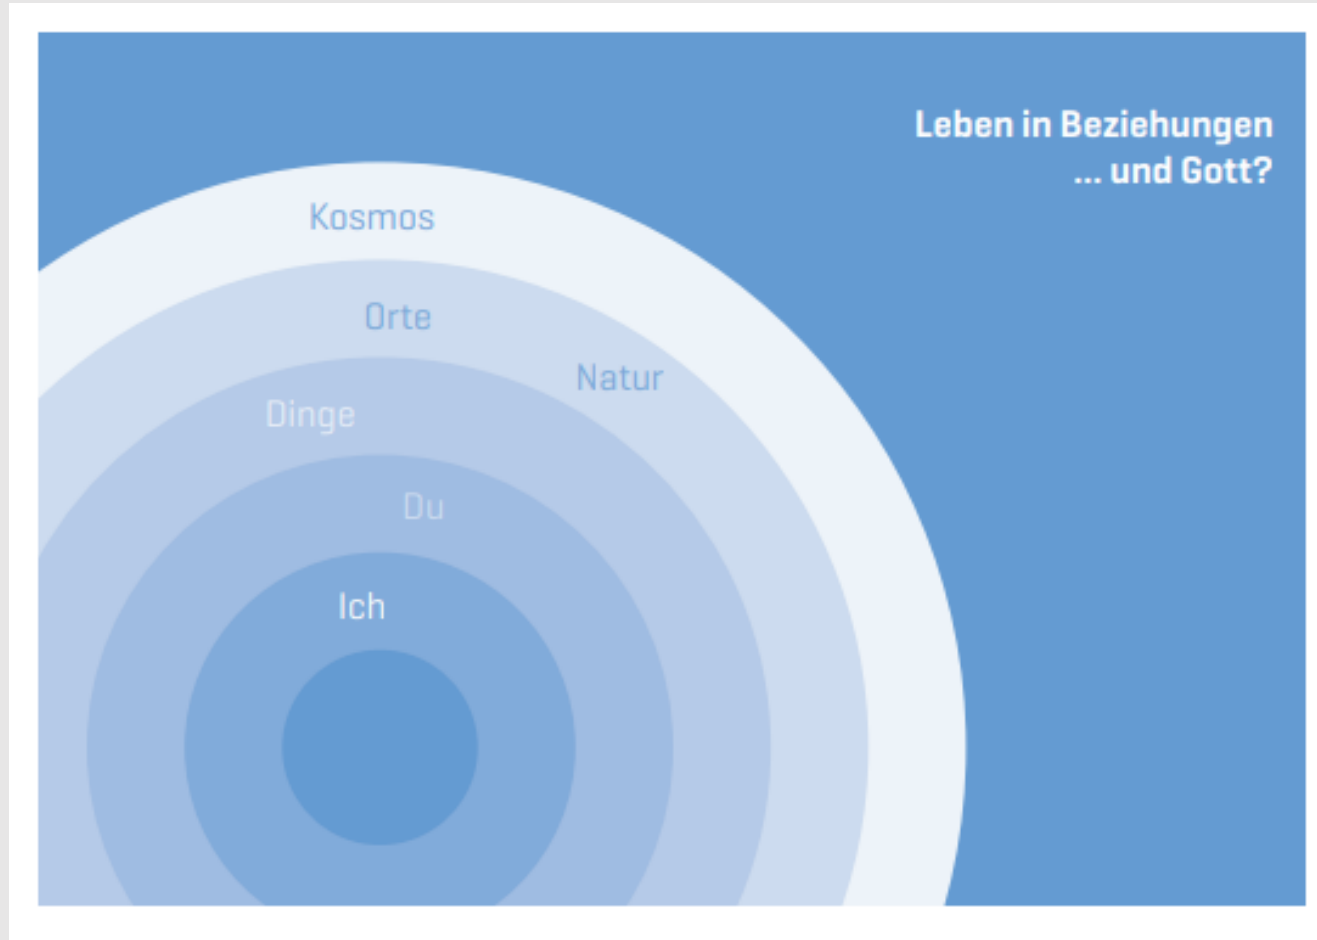 Leben in Beziehungen
... und Gott?
Kosmos
Orte
Natur
Dinge
Du
Ich